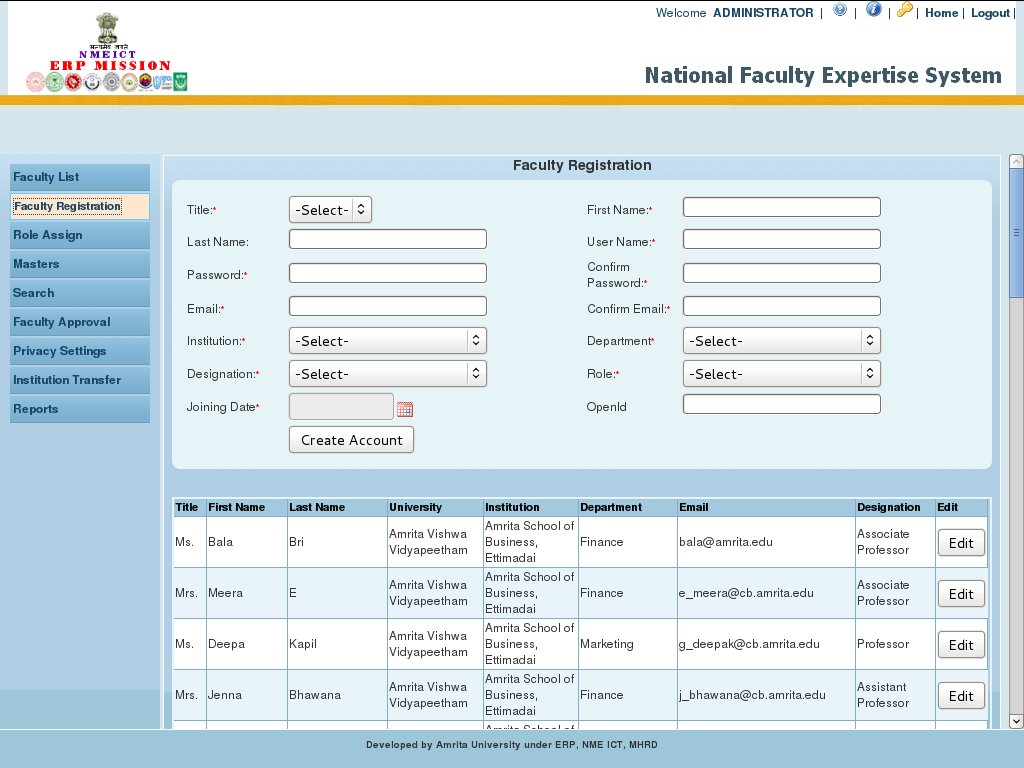 Welcome ADMINISTRATOR | | | | Home | Logout |
सत्यमेव जयते
NMEICT
ERP MISSION
National Faculty Expertise System
Faculty List
Faculty Registration
Role Assign
Masters
Search
Faculty Approval
Privacy Settings
Institution Transfer
Reports
Faculty Registration
Title:* -Select- First Name:*
Last Name: User Name:*
Password:* Confirm Password:*
Email:* Confirm Email:*
Institution:* -Select- Department* -Select-
Designation:* -Select- Role:* -Select-
Joining Date* OpenId
Create Account
Title First Name Last Name University Institution Department Email Designation Edit
Ms. Bala Bri Amrita Vishwa Vidyapeetham Amrita School of Business, Ettimadai Finance bala@amrita.edu Associate Professor Edit
Mrs. Meera E Amrita Vishwa Vidyapeetham Amrita School of Business, Ettimadai Finance e_meera@cb.amrita.edu Associate Professor Edit
Ms. Deepa Kapil Amrita Vishwa Vidyapeetham Amrita School of Business, Ettimadai Marketing g_deepak@cb.amrita.edu Professor Edit
Mrs. Jenna Bhawana Amrita Vishwa Vidyapeetham Amrita School of Business, Ettimadai Finance j_bhawana@cb.amrita.edu Assistant Professor Edit
Developed by Amrita University under ERP, NME ICT, MHRD